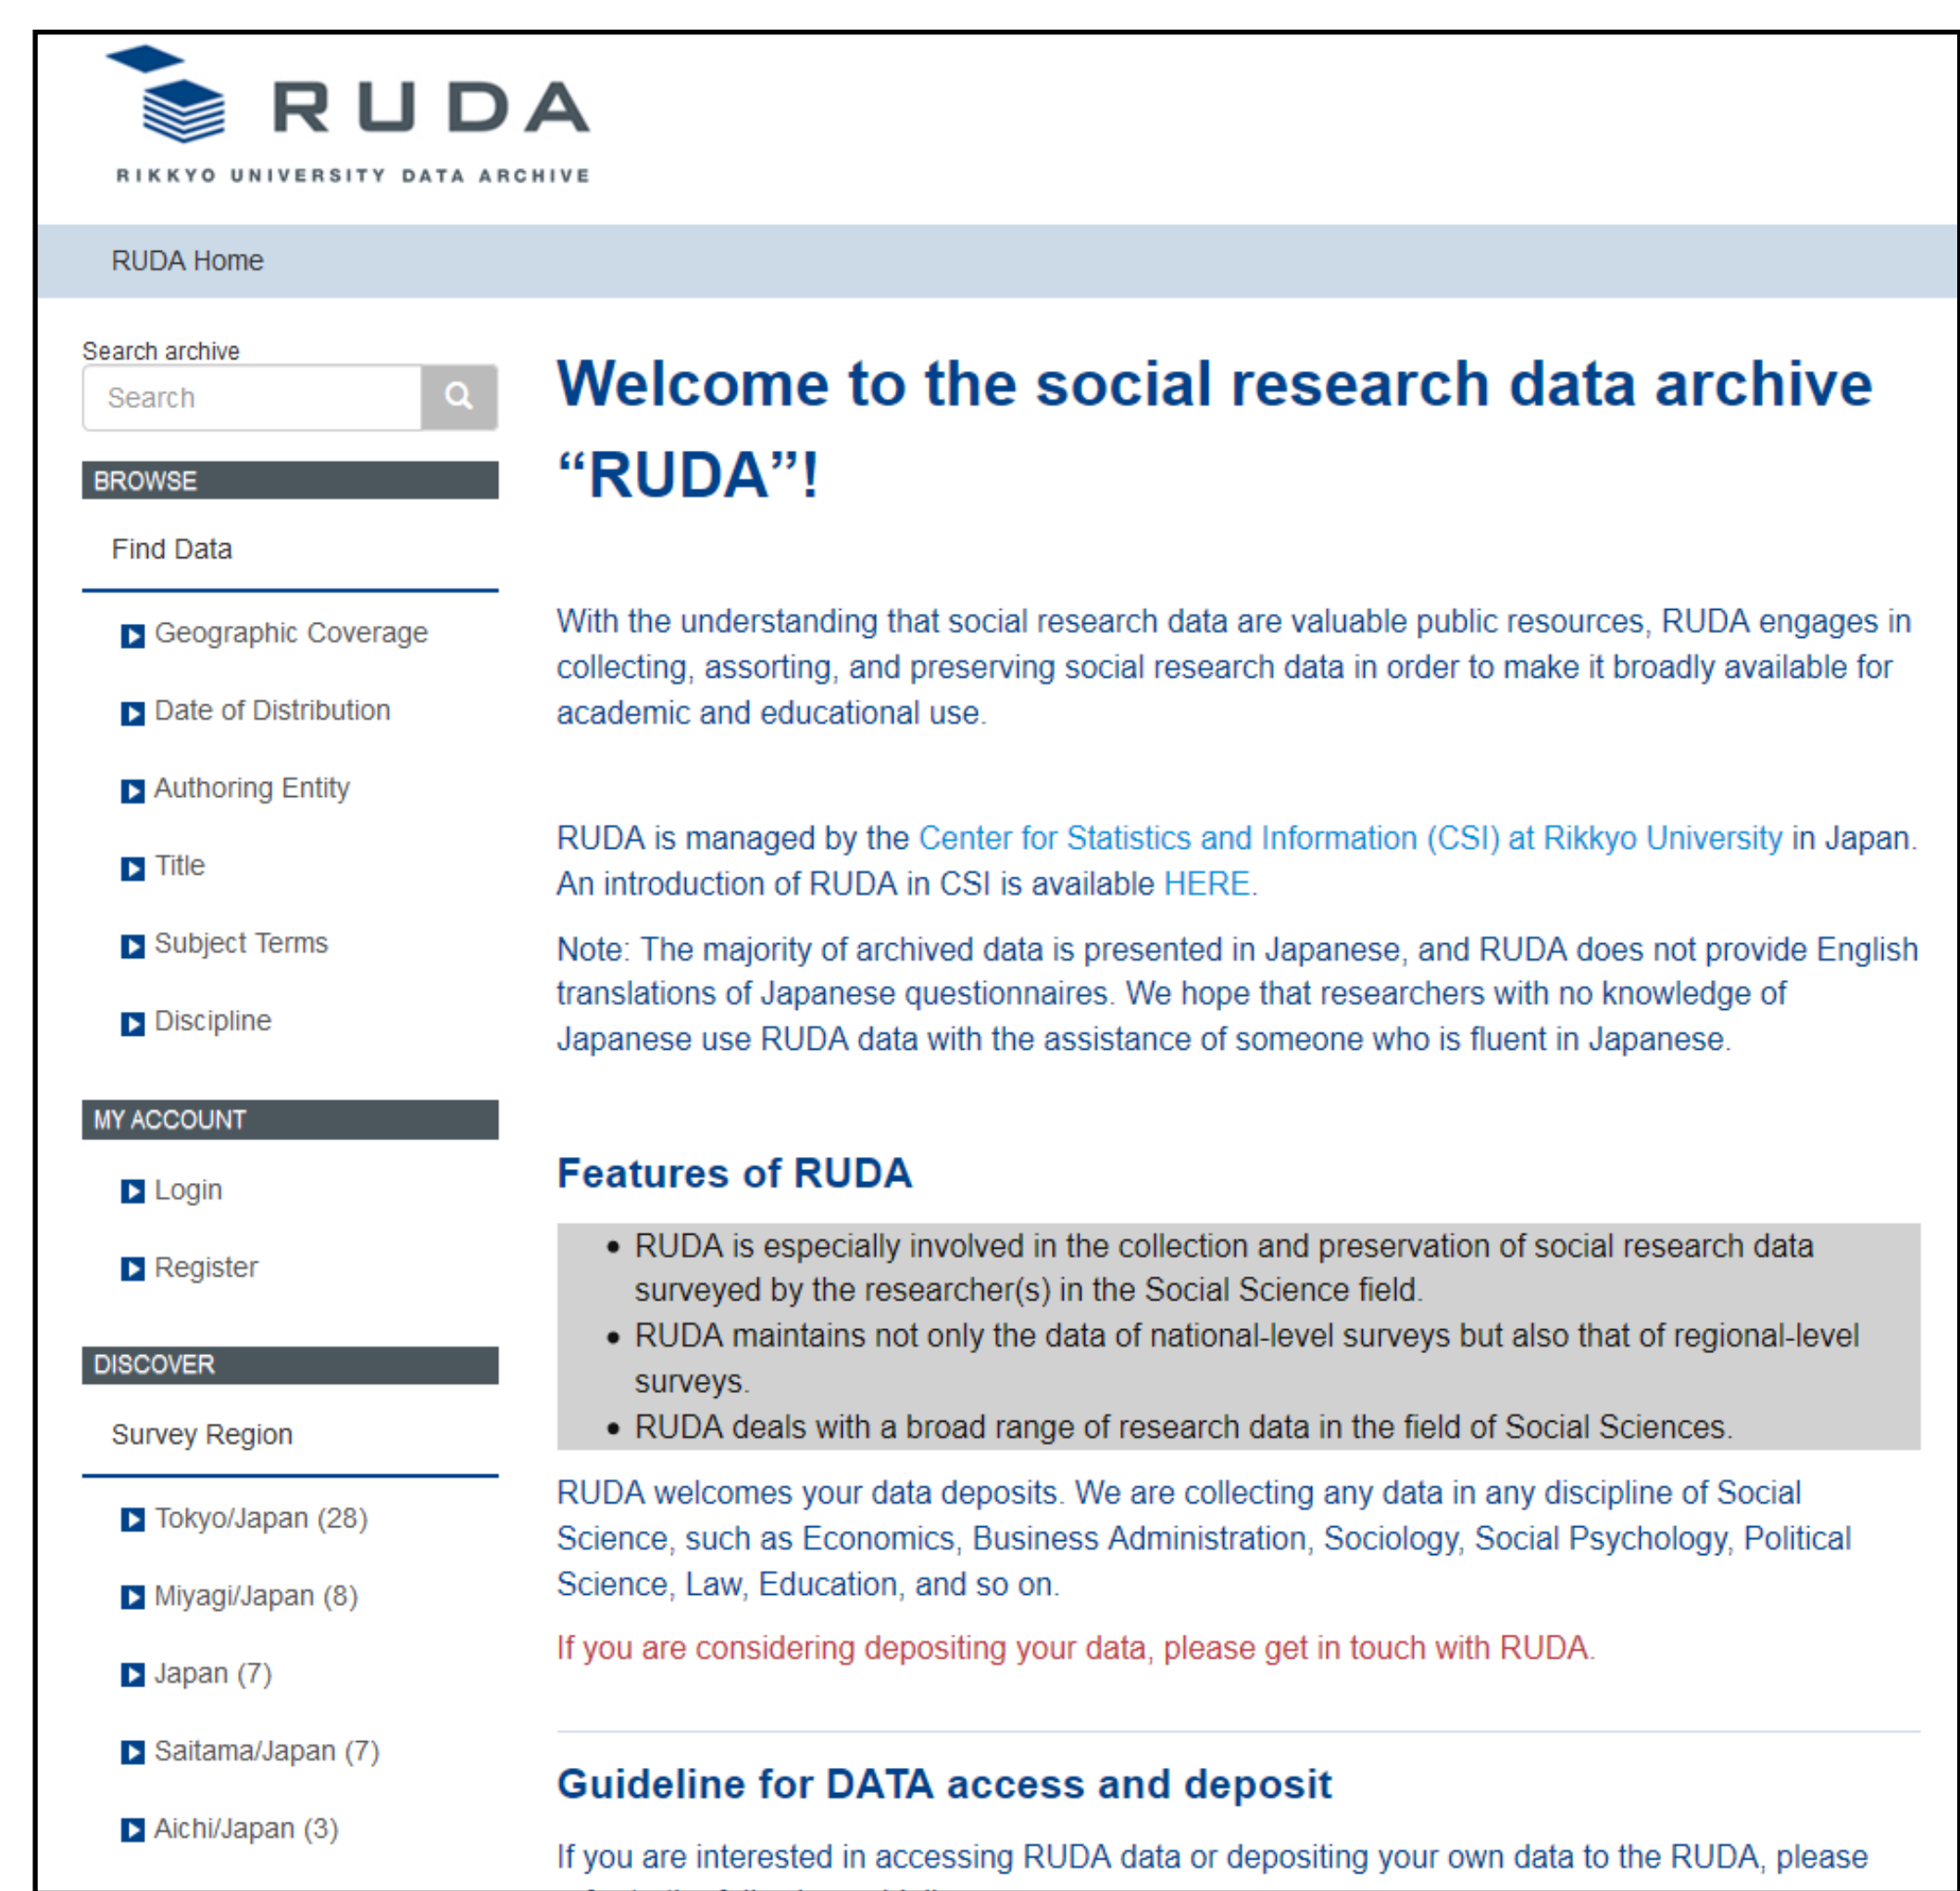 RUDA
RIKKYO UNIVERSITY DATA ARCHIVE
RUDA Home
Search archive
Search
BROWSE
Find Data
Geographic Coverage
Date of Distribution
Authoring Entity
Title
Subject Terms
Discipline
MY ACCOUNT
Login
Register
DISCOVER
Survey Region
Tokyo/Japan (28)
Miyagi/Japan (8)
Japan (7)
Saitama/Japan (7)
Aichi/Japan (3)
Welcome to the social research data archive
“RUDA”!
With the understanding that social research data are valuable public resources, RUDA engages in
collecting, assorting, and preserving social research data in order to make it broadly available for
academic and educational use.
RUDA is managed by the Center for Statistics and Information (CSI) at Rikkyo University in Japan.
An introduction of RUDA in CSI is available HERE.
Note: The majority of archived data is presented in Japanese, and RUDA does not provide English
translations of Japanese questionnaires. We hope that researchers with no knowledge of
Japanese use RUDA data with the assistance of someone who is fluent in Japanese.
Features of RUDA
• RUDA is especially involved in the collection and preservation of social research data
surveyed by the researcher(s) in the Social Science field.
• RUDA maintains not only the data of national-level surveys but also that of regional-level
surveys.
• RUDA deals with a broad range of research data in the field of Social Sciences.
RUDA welcomes your data deposits. We are collecting any data in any discipline of Social
Science, such as Economics, Business Administration, Sociology, Social Psychology, Political
Science, Law, Education, and so on.
If you are considering depositing your data, please get in touch with RUDA.
Guideline for DATA access and deposit
If you are interested in accessing RUDA data or depositing your own data to the RUDA, please